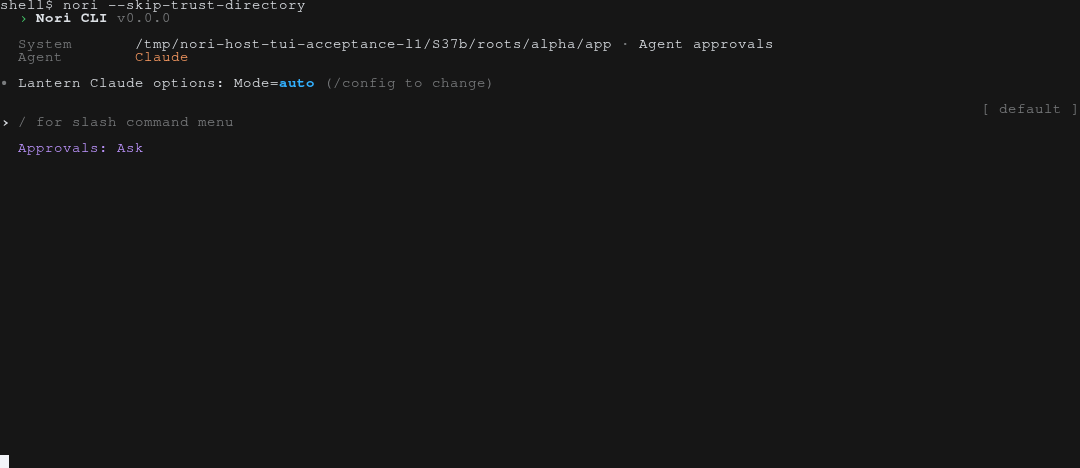 shell$ nori --skip-trust-directory
› Nori CLI v0.0.0
System /tmp/nori-host-tui-acceptance-l1/S37b/roots/alpha/app · Agent approvals
Agent Claude
• Lantern Claude options: Mode=auto (/config to change)
[ default ]
› / for slash command menu
Approvals: Ask